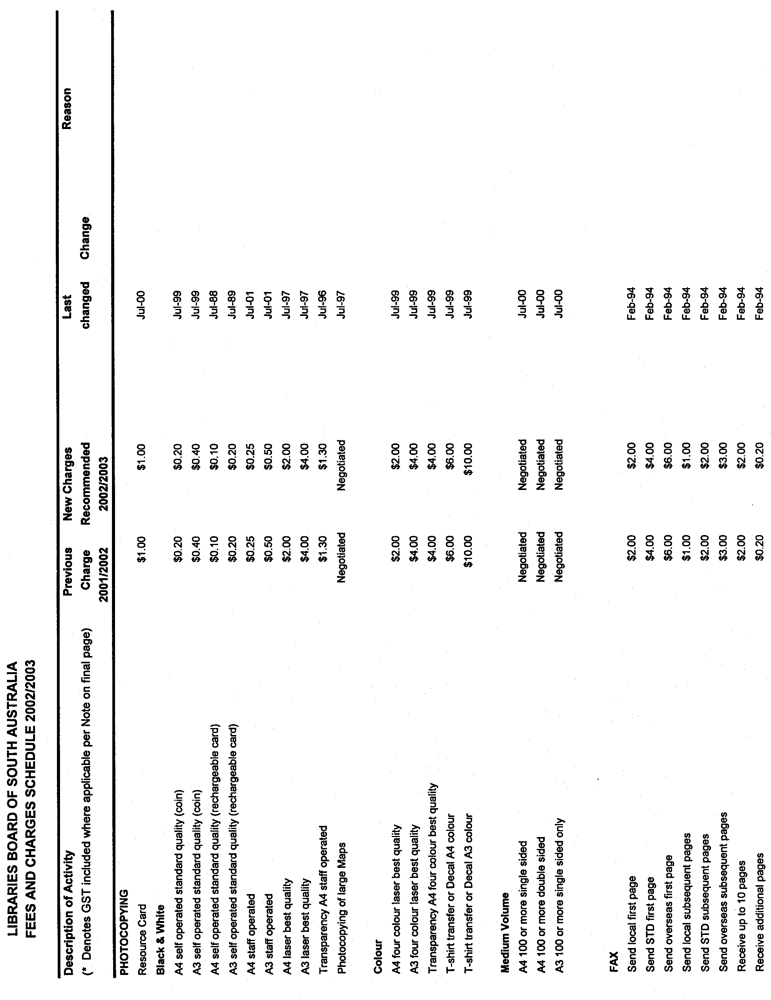 LIBRARIES BOARD OF SOUTH AUSTRALIA
FEES AND CHARGES SCHEDULE 2002/2003
Description of Activity Previous New Charges Last Reason
(* Denotes GST included where applicable per Note on final page) Charge Recommended changed Change
2001/2002 2002/2003
PHOTOCOPYING
Resource Card $1.00 $1.00 Jul-00
Black & White
A4 self operated standard quality (coin) $0.20 $0.20 Jul-99
A3 self operated standard quality (coin) $0.40 $0.40 Jul-99
A4 self operated standard quality (rechargeable card) $0.10 $0.10 Jul-88
A3 self operated standard quality (rechargeable card) $0.20 $0.20 Jul-89
A4 staff operated $0.25 $0.25 Jul-01
A3 staff operated $0.50 $0.50 Jul-01
A4 laser best quality $2.00 $2.00 Jul-97
A3 laser best quality $4.00 $4.00 Jul-97
Transparency A4 staff operated $1.30 $1.30 Jul-96
Photocopying of large Maps Negotiated Negotiated Jul-97
Colour
A4 four colour laser best quality $2.00 $2.00 Jul-99
A3 four colour laser best quality $4.00 $4.00 Jul-99
Transparency A4 four colour best quality $4.00 $4.00 Jul-99
T-shirt transfer or Decal A4 colour $6.00 $6.00 Jul-99
T-shirt transfer or Decal A3 colour $10.00 $10.00 Jul-99
Medium Volume
A4 100 or more single sided Negotiated Negotiated Jul-00
A4 100 or more double sided Negotiated Negotiated Jul-00
A3 100 or more single sided only Negotiated Negotiated Jul-00
FAX
Send local first page $2.00 $2.00 Feb-94
Send STD first page $4.00 $4.00 Feb-94
Send overseas first page $6.00 $6.00 Feb-94
Send local subsequent pages $1.00 $1.00 Feb-94
Send STD subsequent pages $2.00 $2.00 Feb-94
Send overseas subsequent pages $3.00 $3.00 Feb-94
Receive up to 10 pages $2.00 $2.00 Feb-94
Receive additional pages $0.20 $0.20 Feb-94